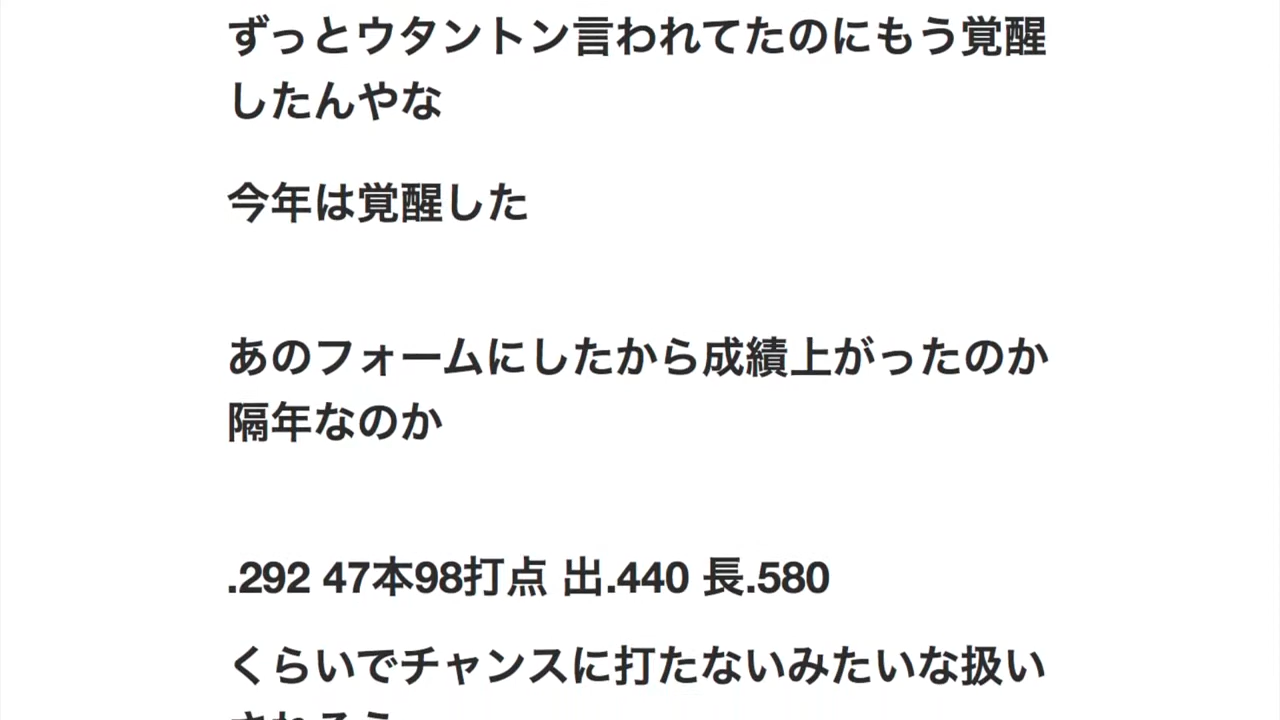 ずっとウタントン言われてたのにもう覚醒
したんやな
今年は覚醒した
あのフォームにしたから成績上がったのか
隔年なのか
.292 47本98打点 出.440 長.580
くらいでチャンスに打たないみたいな扱い
されそう